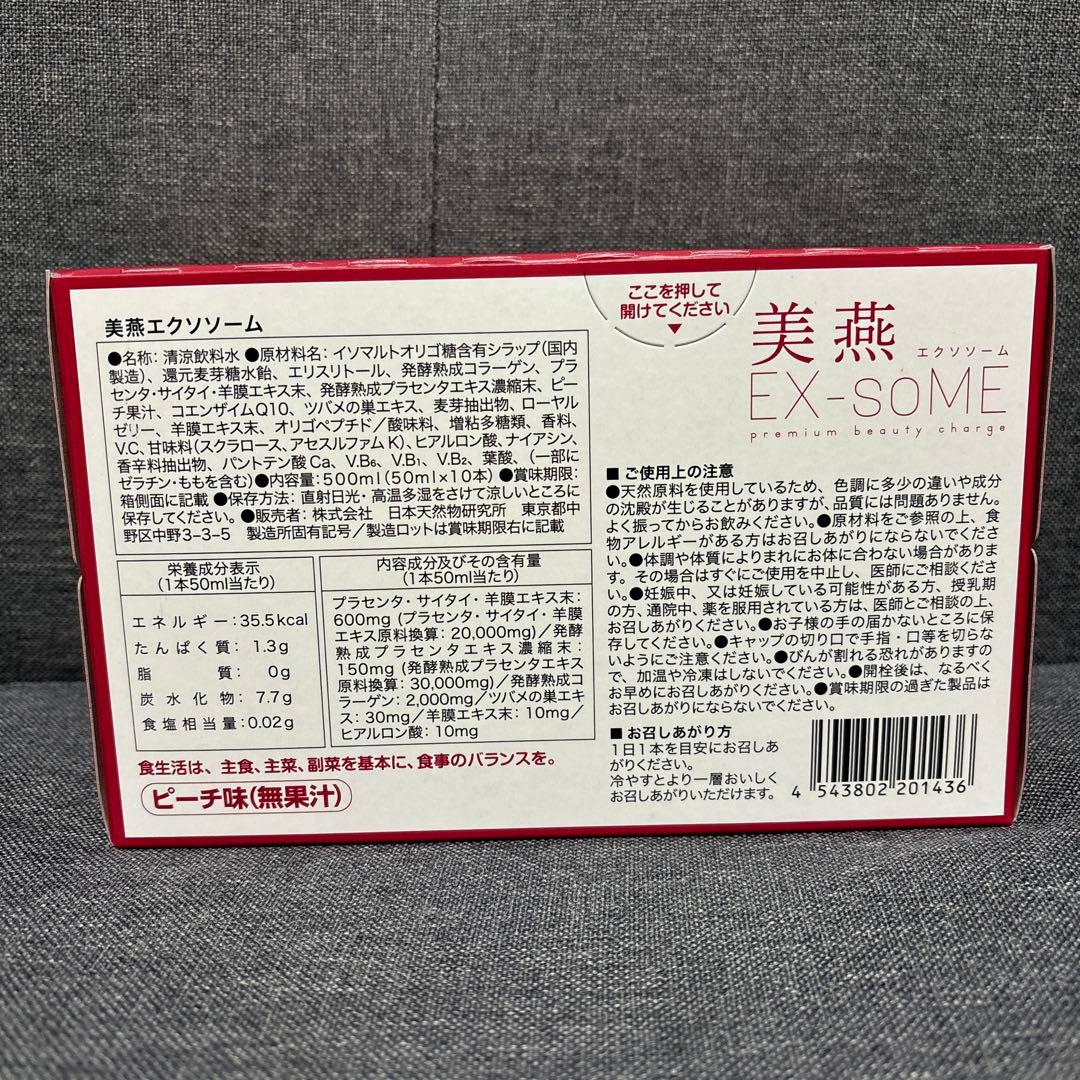 ここを押して
開けてください
美燕エクソソーム
●名称: 清涼飲料水 ●原材料名: イソマルトオリゴ糖含有シラップ(国内
製造)、還元麦芽糖水飴、エリスリトール、発酵熟成コラーゲン、プラ
センタ・サイタイ・羊膜エキス末、発酵熟成プラセンタエキス濃縮末、ピー
チ果汁、コエンザイムQ10、ツバメの巣エキス、麦芽抽出物、ローヤル
ゼリー、羊膜エキス末、オリゴペプチド/酸味料、増粘多糖類、香料、
V.C、甘味料(スクラロース、アセスルファムK)、ヒアルロン酸、ナイアシン、
香辛料抽出物、パントテン酸Ca、V.B₆、V.B₁、V.B₂、葉酸、(一部に
ゼラチン・ももを含む)●内容量: 500ml(50ml×10本) ●賞味期限:
箱側面に記載 ●保存方法: 直射日光・高温多湿をさけて涼しいところに
保存してください。●販売者: 株式会社 日本天然物研究所 東京都中
野区中野3-3-5 製造所固有記号/製造ロットは賞味期限右に記載
栄養成分表示
(1本50ml当たり)
エネルギー:35.5kcal
たんぱく質: 1.3g
脂質: 0g
炭水化物: 7.7g
食塩相当量:0.02g
内容成分及びその含有量
(1本50ml当たり)
プラセンタ・サイタイ・羊膜エキス末:
600mg(プラセンタ・サイタイ・羊膜
エキス原料換算: 20,000mg)/発酵
熟成プラセンタエキス濃縮末:
150mg(発酵熟成プラセンタエキス
原料換算: 30,000mg)/発酵熟成コ
ラーゲン: 2,000mg/ツバメの巣エキ
ス: 30mg/羊膜エキス末: 10mg/
ヒアルロン酸: 10mg
食生活は、主食、主菜、副菜を基本に、食事のバランスを。
ピーチ味(無果汁)
美燕
エクソソーム
EX-soME
premium beauty charge
■ ご使用上の注意
●天然原料を使用しているため、色調に多少の違いや成分
の沈殿が生じることがありますが、品質には問題ありません。
よく振ってからお飲みください。●原材料をご参照の上、食
物アレルギーがある方はお召しあがりにならないでくださ
い。●体調や体質によりまれにお体に合わない場合がありま
す。その場合はすぐにご使用を中止し、医師にご相談くださ
い。●妊娠中、又は妊娠している可能性がある方、授乳期
の方、通院中、薬を服用されている方は、医師とご相談の上、
お召しあがりください。●お子様の手の届かないところに保
存してください。●キャップの切り口で手指・口等を切らな
いようにご注意ください。●びんが割れる恐れがありますの
で、加温や冷凍はしないでください。●開栓後は、なるべく
お早めにお召しあがりください。●賞味期限の過ぎた製品は
お召しあがりにならないでください。
■ お召しあがり方
1日1本を目安にお召しあ
がりください。
冷やすとより一層おいしく
お召しあがりいただけます。
4 543802 201436